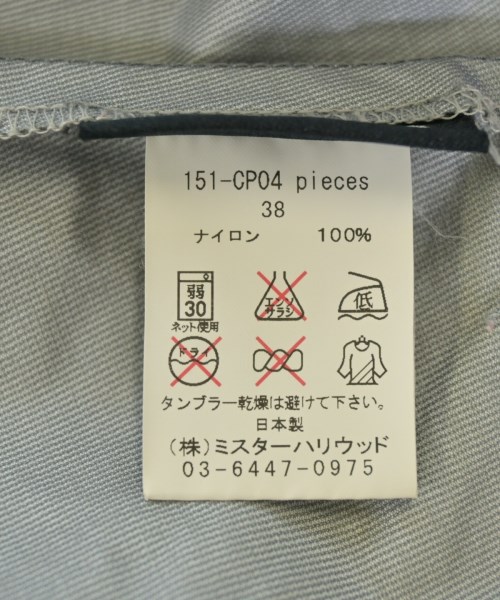 151-CP04 pieces
38
ナイロン 100%
弱
30
ネット使用
エンソ
サラシ
低
ドライ
タンブラー乾燥は避けて下さい。
日本製
(株)ミスターハリウッド
03-6447-0975